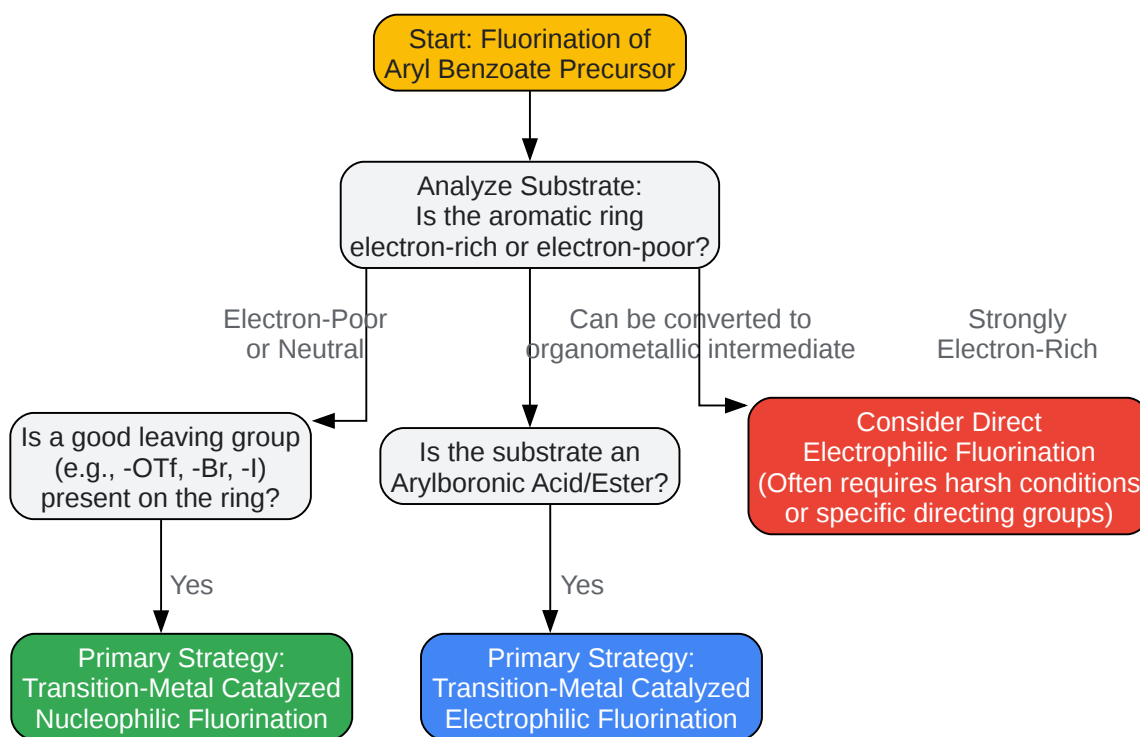 Start: Fluorination of
Aryl Benzoate Precursor
Analyze Substrate:
Is the aromatic ring
electron-rich or electron-poor?
Electron-Poor
or Neutral
Can be converted to
organometallic intermediate
Strongly
Electron-Rich
Is a good leaving group
(e.g., -OTf, -Br, -I)
present on the ring?
Is the substrate an
Arylboronic Acid/Ester?
Consider Direct
Electrophilic Fluorination
(Often requires harsh conditions
or specific directing groups)
Yes
Yes
Primary Strategy:
Transition-Metal Catalyzed
Nucleophilic Fluorination
Primary Strategy:
Transition-Metal Catalyzed
Electrophilic Fluorination